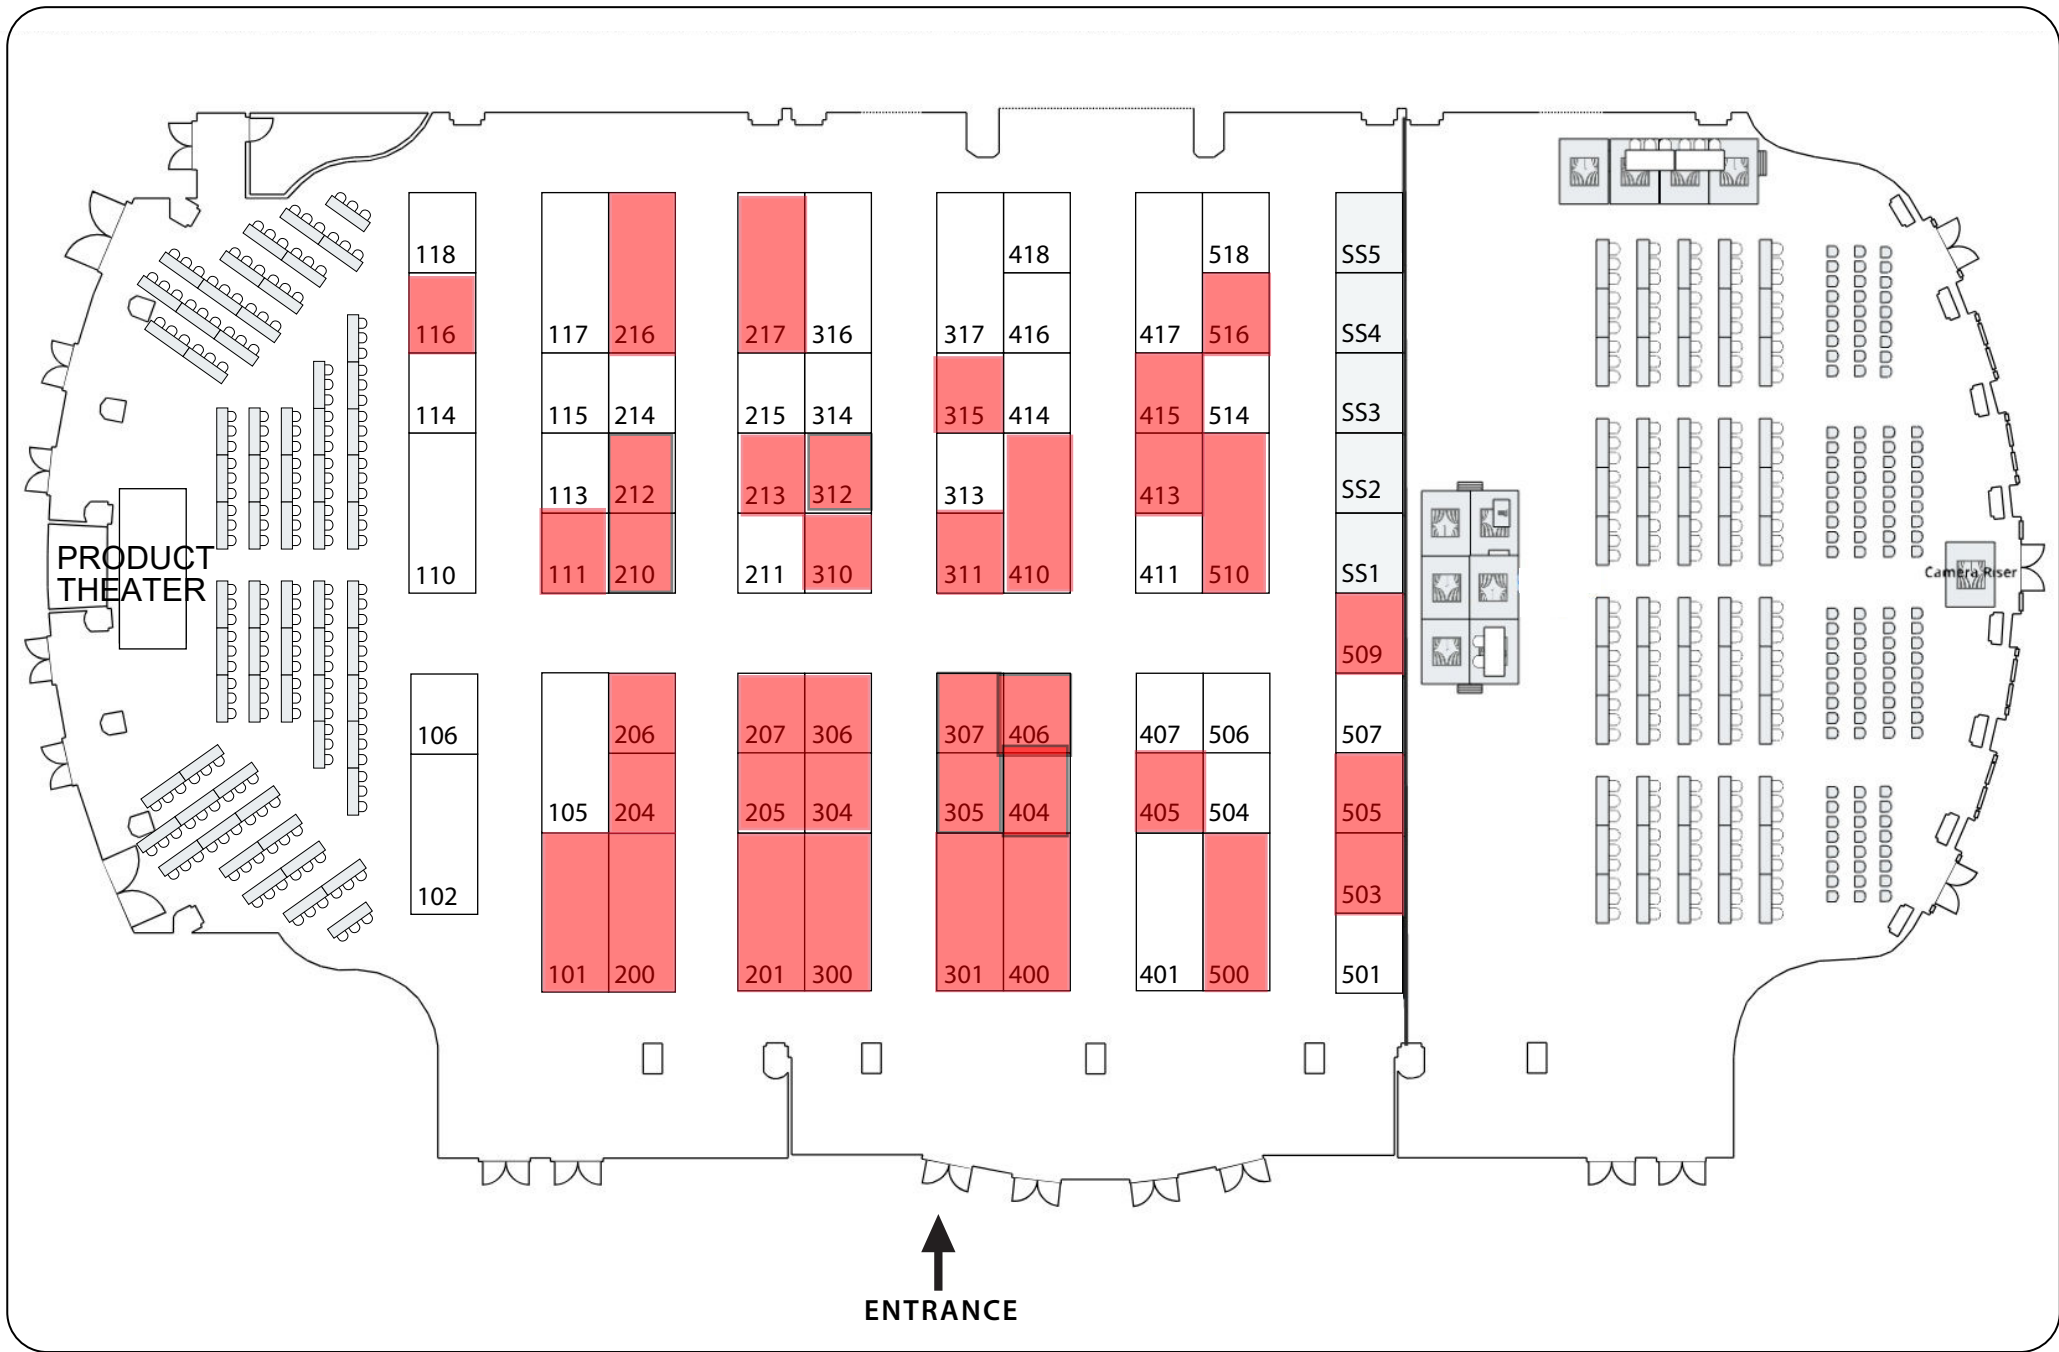 118 418 518 SS5
116 117 216 217 316 317 416 417 516 SS4
114 115 214 215 314 315 414 415 514 SS3
113 212 213 312 313 413 SS2
110 111 210 211 310 311 410 411 510 SS1
PRODUCT
THEATER
Camera Riser
509
106 206 207 306 307 406 407 506 507
105 204 205 304 305 404 405 504 505
102 503
101 200 201 300 301 400 401 500 501
ENTRANCE